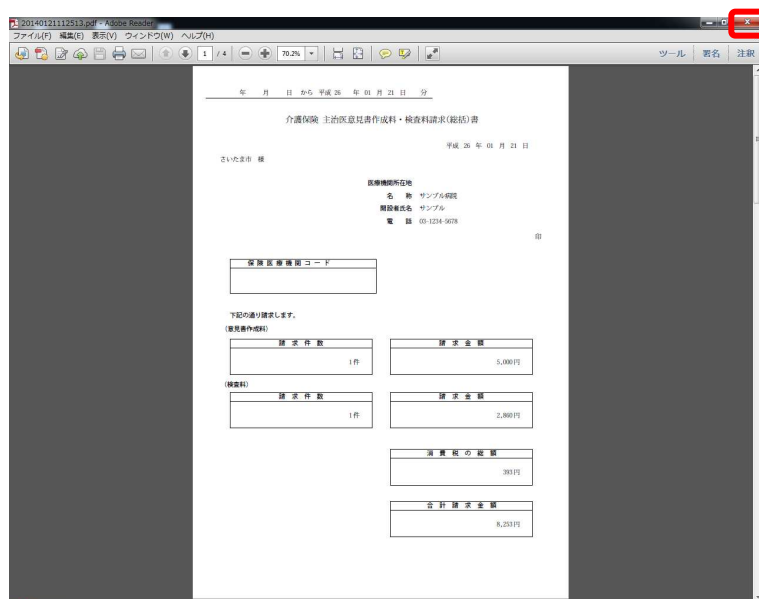 20140121112513.pdf - Adobe Reader
ファイル(F) 編集(E) 表示(V) ウィンドウ(W) ヘルプ(H)
1 / 4 70.2% ツール 署名 注釈
年 月 日 から 平成 26 年 01 月 21 日 分
介護保険 主治医意見書作成料・検査料請求(総括)書
平成 26 年 01 月 21 日
さいたま市 様
医療機関所在地
名 称 サンプル病院
開設者氏名 サンプル
電 話 03-1234-5678
印
保険医療機関コード
下記の通り請求します。
(意見書作成料)
請求件数 請求金額
1件 5,000円
(検査料)
請求件数 請求金額
1件 2,860円
消費税の総額
393円
合計請求金額
8,253円